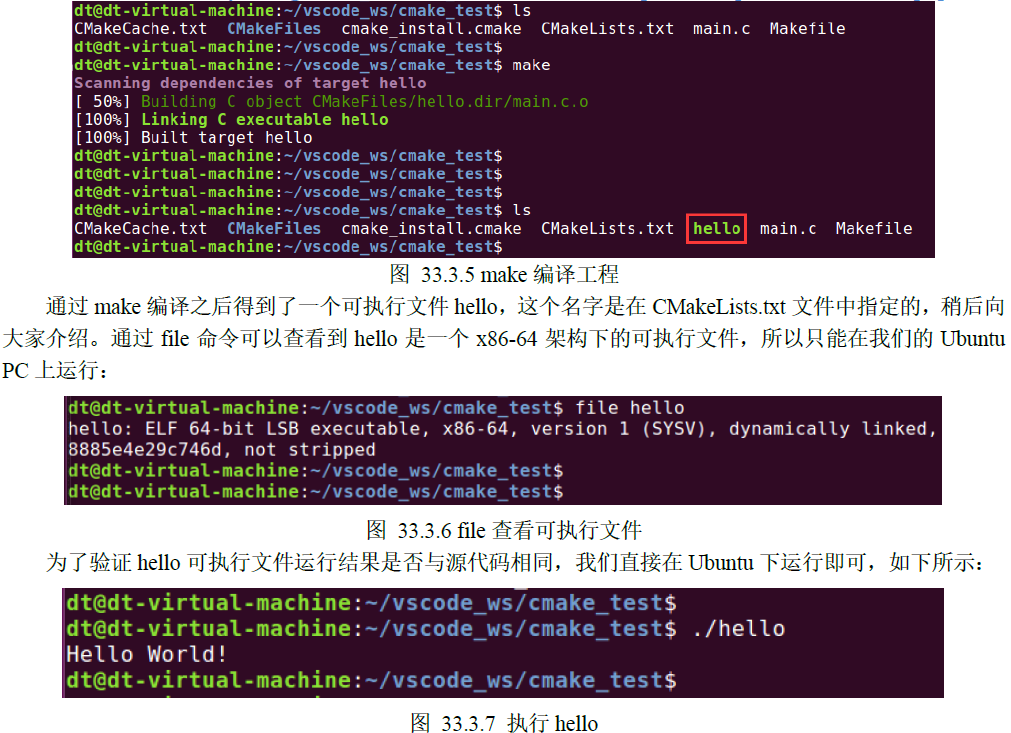 dt@dt-virtual-machine:~/vscode_ws/cmake_test$ ls
CMakeCache.txt  CMakeFiles  cmake_install.cmake  CMakeLists.txt  main.c  Makefile
dt@dt-virtual-machine:~/vscode_ws/cmake_test$
dt@dt-virtual-machine:~/vscode_ws/cmake_test$ make
Scanning dependencies of target hello
[ 50%] Building C object CMakeFiles/hello.dir/main.c.o
[100%] Linking C executable hello
[100%] Built target hello
dt@dt-virtual-machine:~/vscode_ws/cmake_test$
dt@dt-virtual-machine:~/vscode_ws/cmake_test$
dt@dt-virtual-machine:~/vscode_ws/cmake_test$
dt@dt-virtual-machine:~/vscode_ws/cmake_test$ ls
CMakeCache.txt  CMakeFiles  cmake_install.cmake  CMakeLists.txt  hello  main.c  Makefile
dt@dt-virtual-machine:~/vscode_ws/cmake_test$
图 33.3.5 make 编译工程
通过 make 编译之后得到了一个可执行文件 hello，这个名字是在 CMakeLists.txt 文件中指定的，稍后向
大家介绍。通过 file 命令可以查看到 hello 是一个 x86-64 架构下的可执行文件，所以只能在我们的 Ubuntu
PC 上运行：
dt@dt-virtual-machine:~/vscode_ws/cmake_test$ file hello
hello: ELF 64-bit LSB executable, x86-64, version 1 (SYSV), dynamically linked,
8885e4e29c746d, not stripped
dt@dt-virtual-machine:~/vscode_ws/cmake_test$
dt@dt-virtual-machine:~/vscode_ws/cmake_test$
图 33.3.6 file 查看可执行文件
为了验证 hello 可执行文件运行结果是否与源代码相同，我们直接在 Ubuntu 下运行即可，如下所示：
dt@dt-virtual-machine:~/vscode_ws/cmake_test$
dt@dt-virtual-machine:~/vscode_ws/cmake_test$ ./hello
Hello World!
dt@dt-virtual-machine:~/vscode_ws/cmake_test$
图 33.3.7 执行 hello